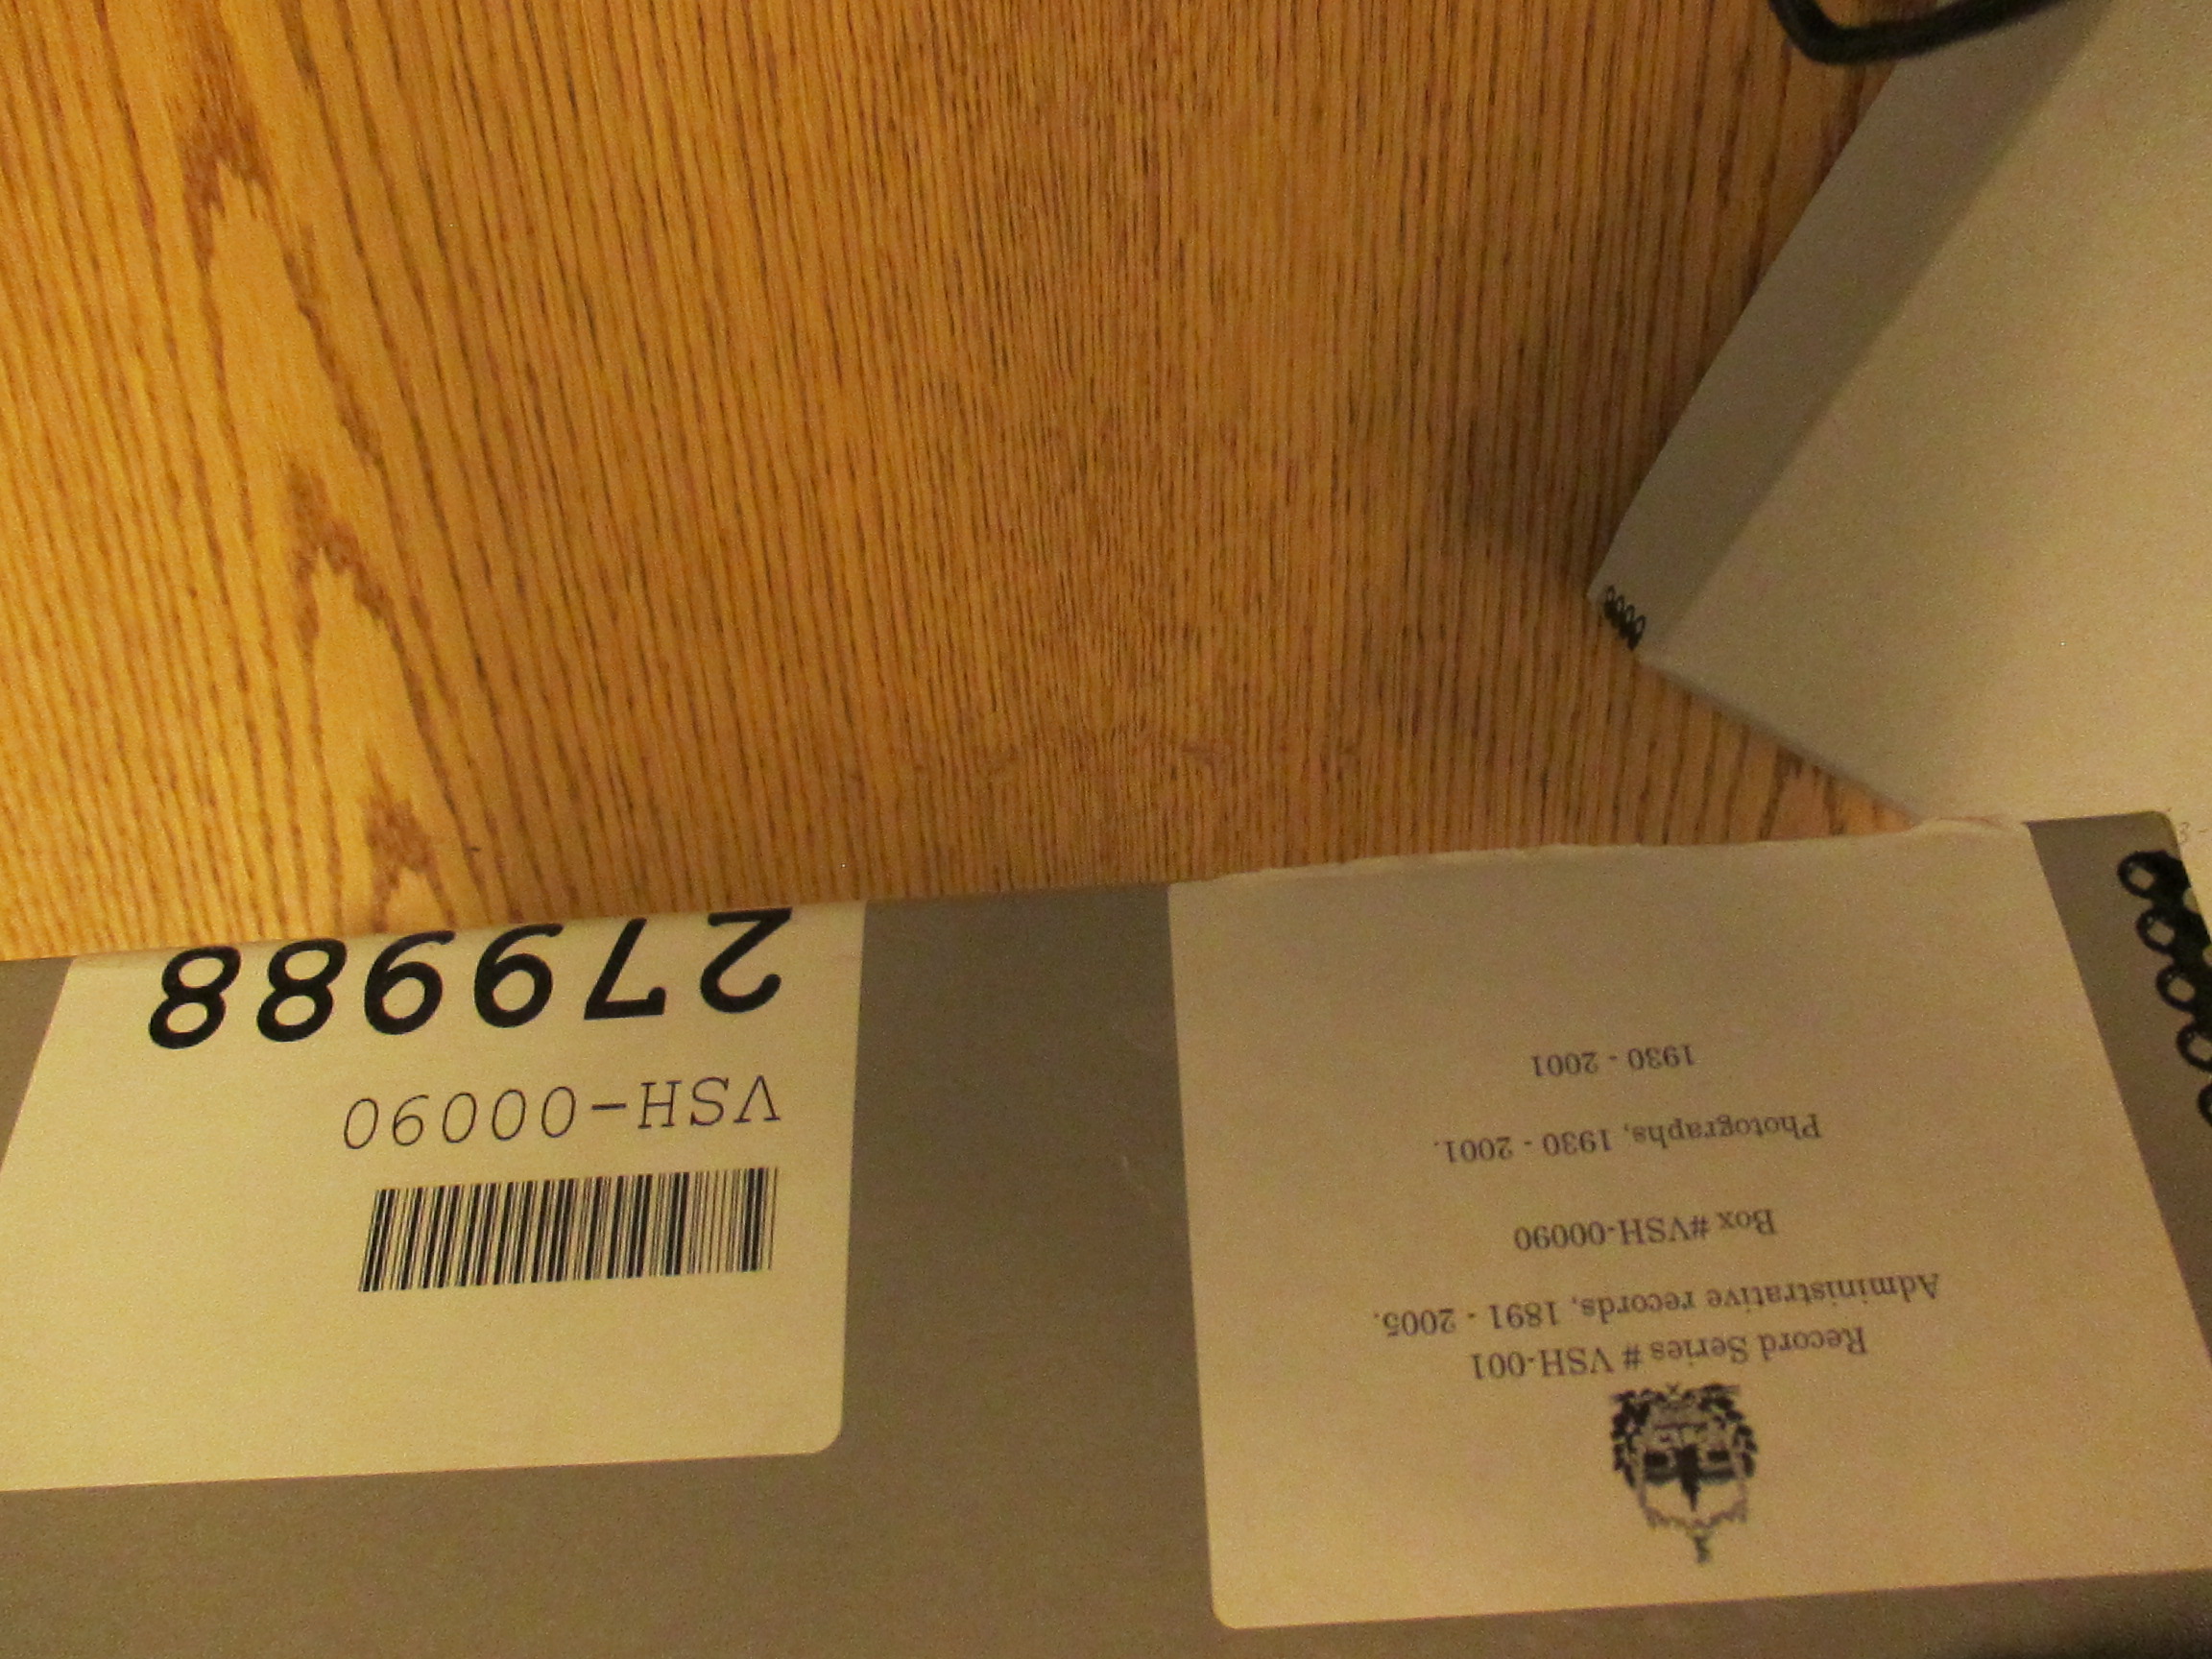 Record Series # VSH-001
Administrative records, 1891 - 2005.
Box #VSH-00090
Photographs, 1930 - 2001.
1930 - 2001
VSH-00090
27988